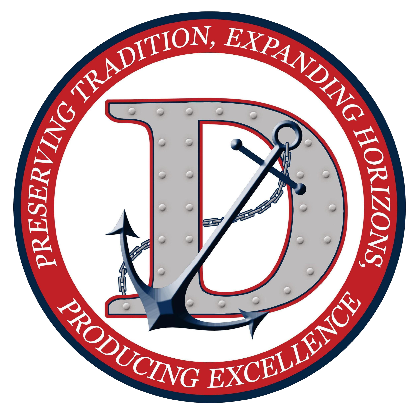 PRESERVING TRADITION, EXPANDING HORIZONS,
PRODUCING EXCELLENCE
D